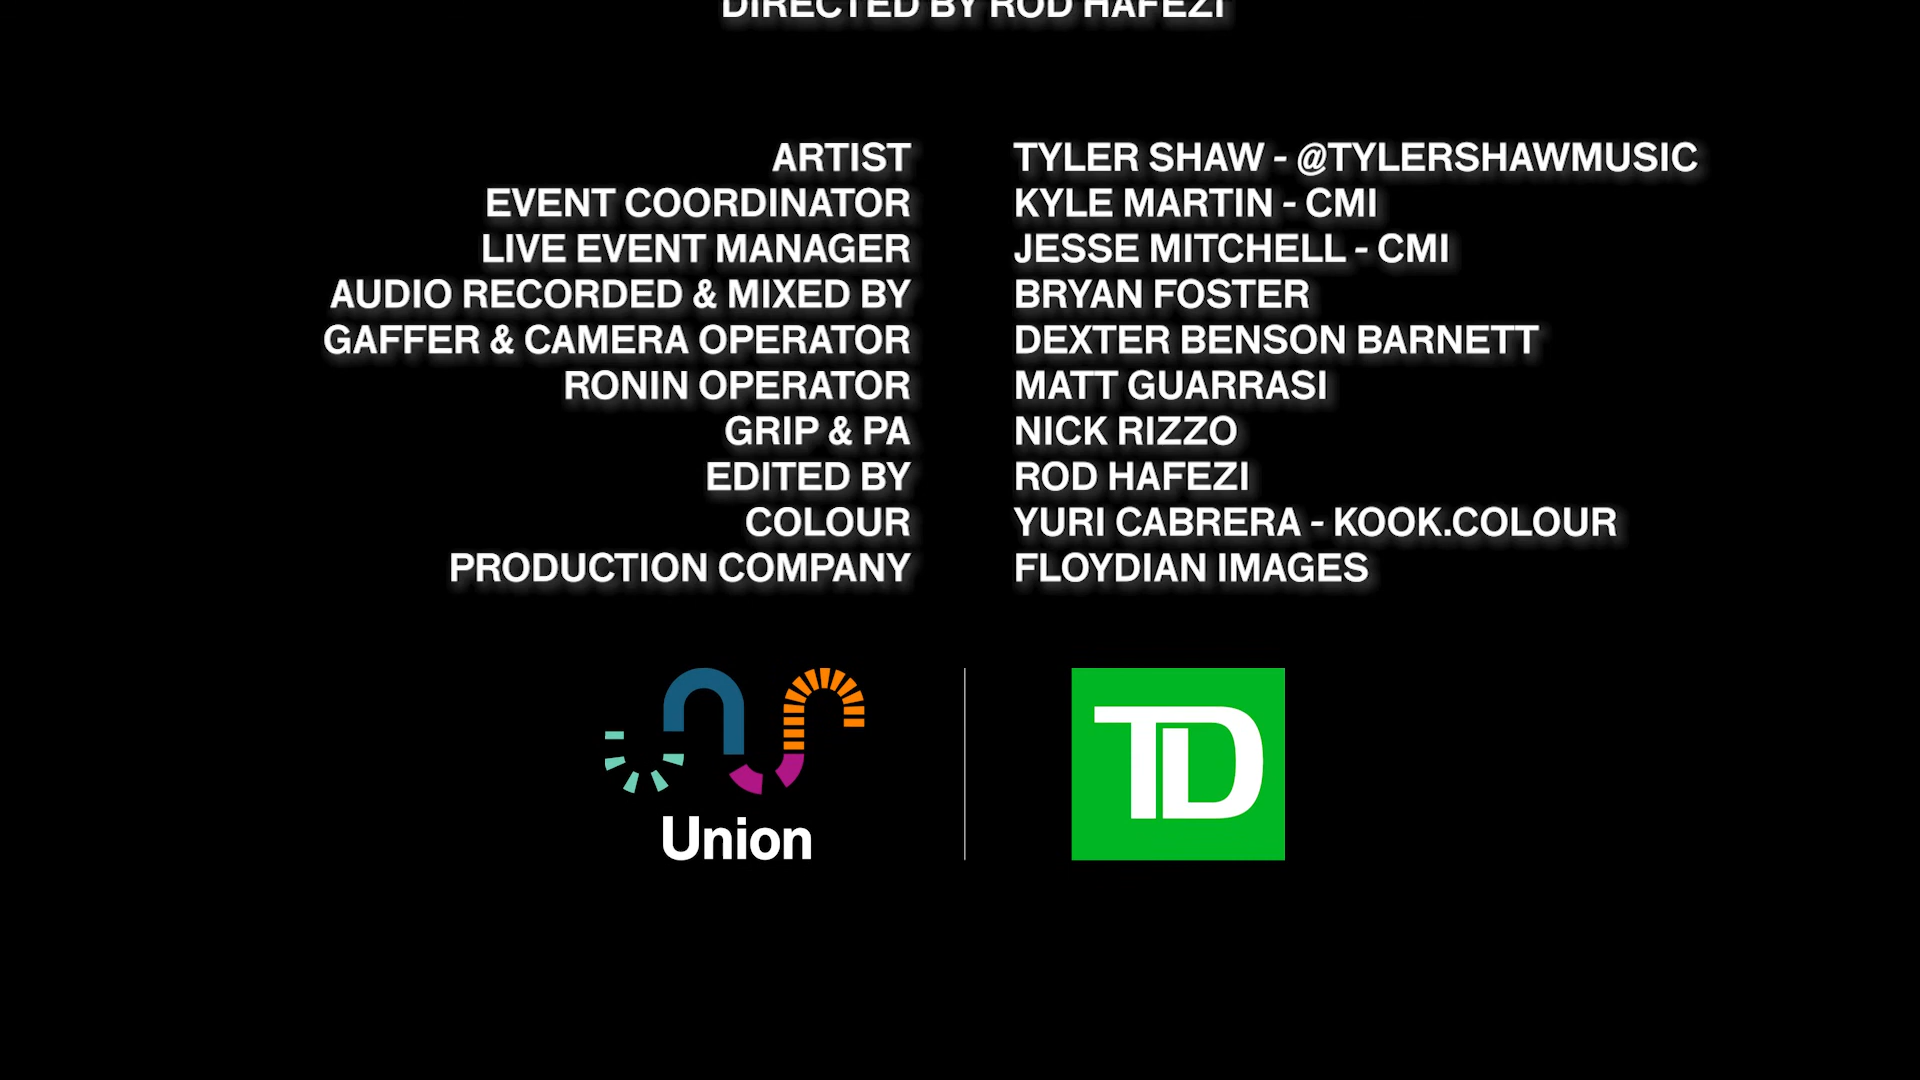 DIRECTED BY ROD HAFEZI
ARTIST TYLER SHAW - @TYLERSHAWMUSIC
EVENT COORDINATOR KYLE MARTIN - CMI
LIVE EVENT MANAGER JESSE MITCHELL - CMI
AUDIO RECORDED & MIXED BY BRYAN FOSTER
GAFFER & CAMERA OPERATOR DEXTER BENSON BARNETT
RONIN OPERATOR MATT GUARRASI
GRIP & PA NICK RIZZO
EDITED BY ROD HAFEZI
COLOUR YURI CABRERA - KOOK.COLOUR
PRODUCTION COMPANY FLOYDIAN IMAGES
Union
TD